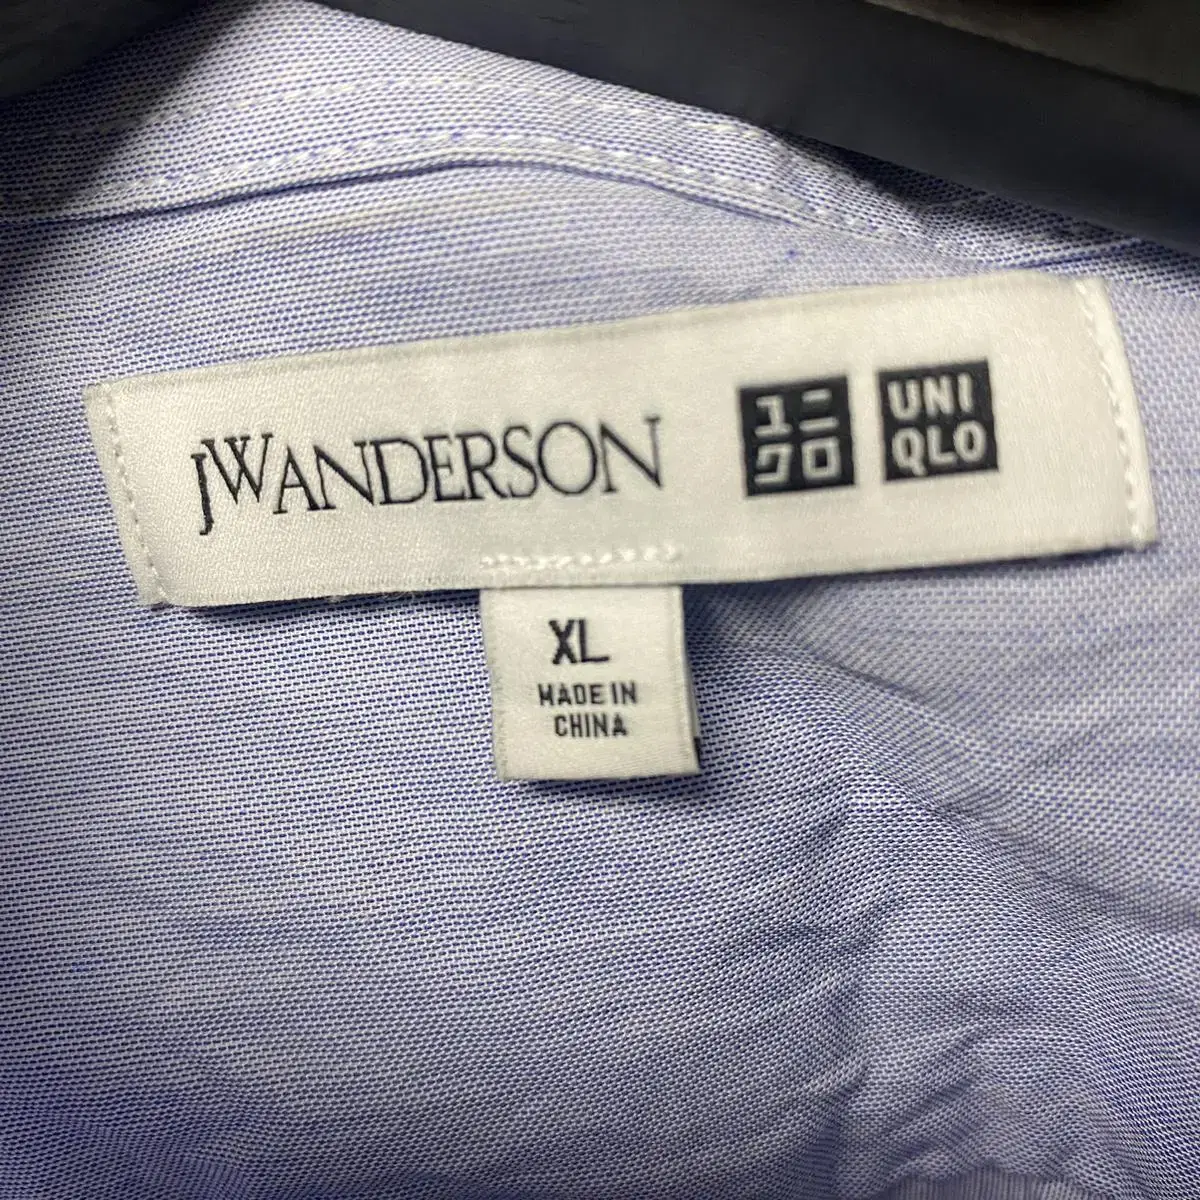 JWANDERSON
ユニ
クロ
UNI
QLO
XL
MADE IN
CHINA